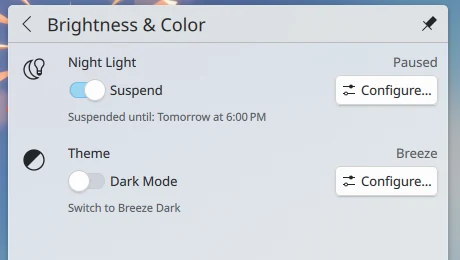 Brightness & Color
Night Light
Paused
Suspend
Configure...
Suspended until: Tomorrow at 6:00 PM
Theme
Breeze
Dark Mode
Configure...
Switch to Breeze Dark